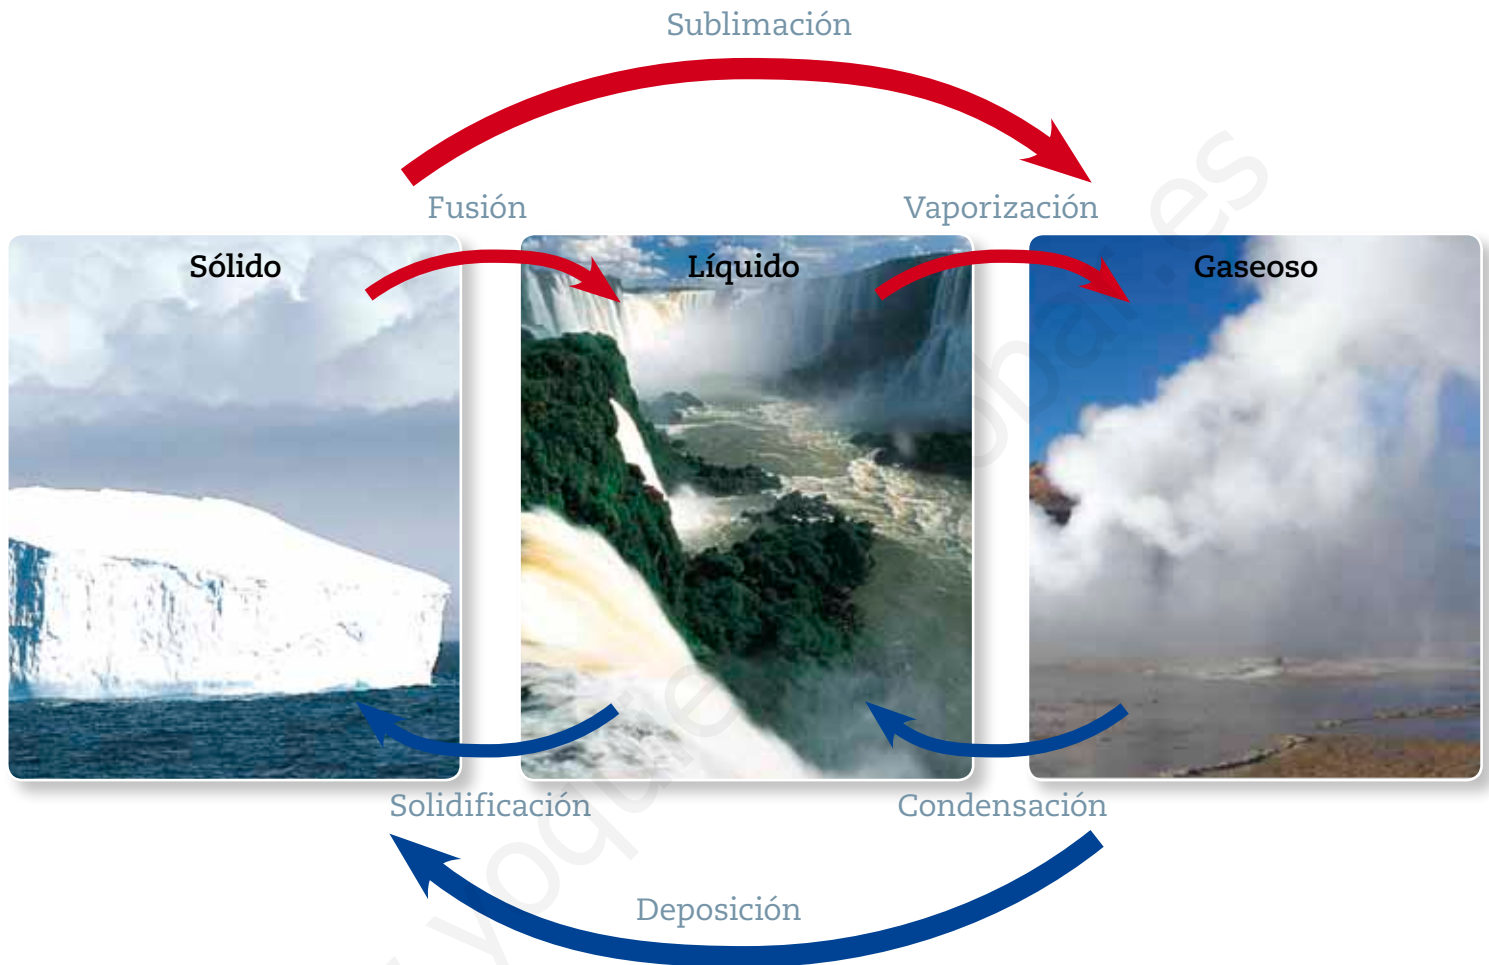 Sublimación
Fusión
Vaporización
Sólido
Líquido
Gaseoso
Solidificación
Condensación
Deposición